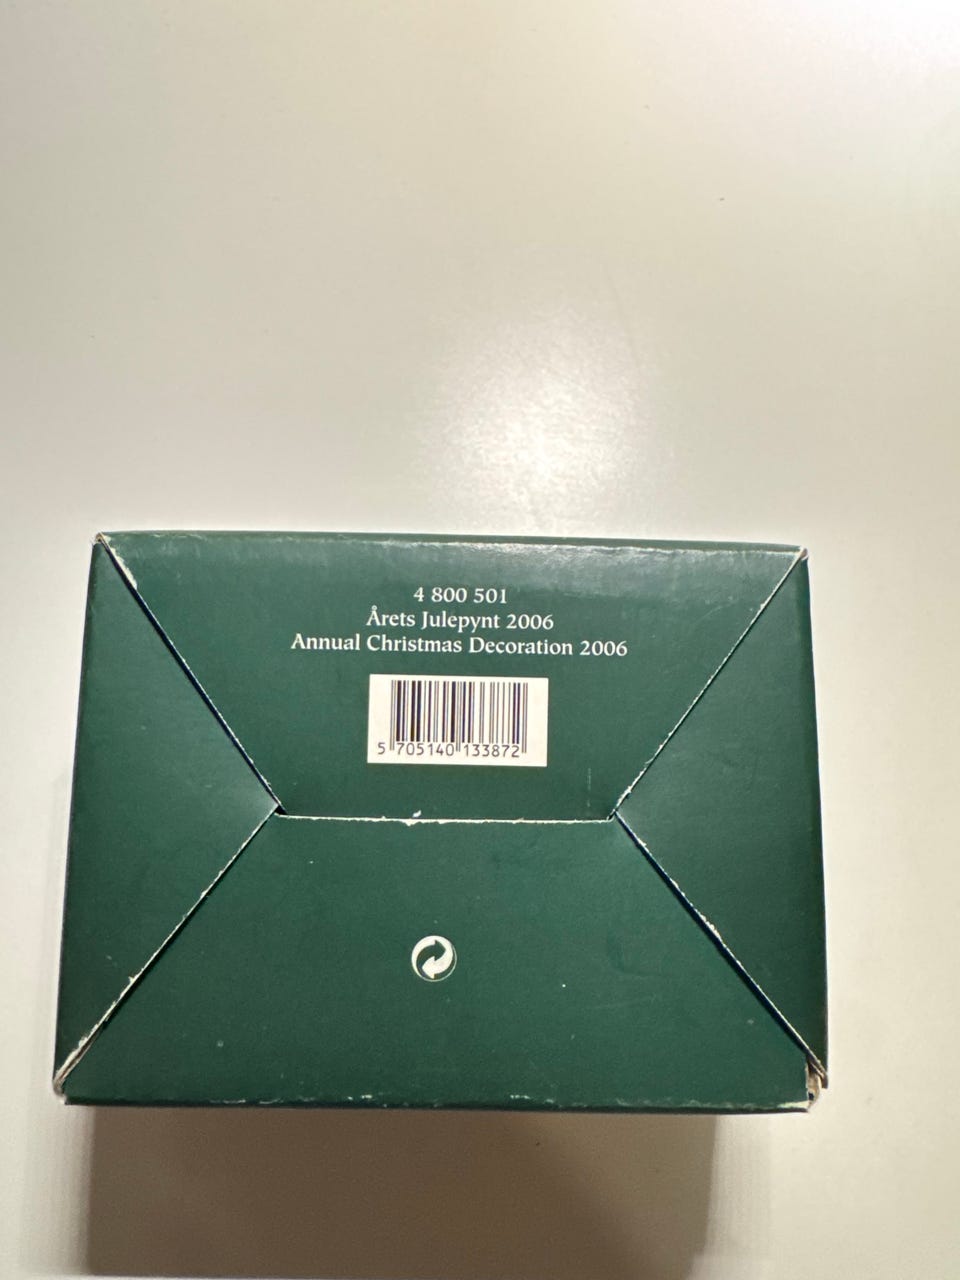 4 800 501
Årets Julepynt 2006
Annual Christmas Decoration 2006
5 705140 133872